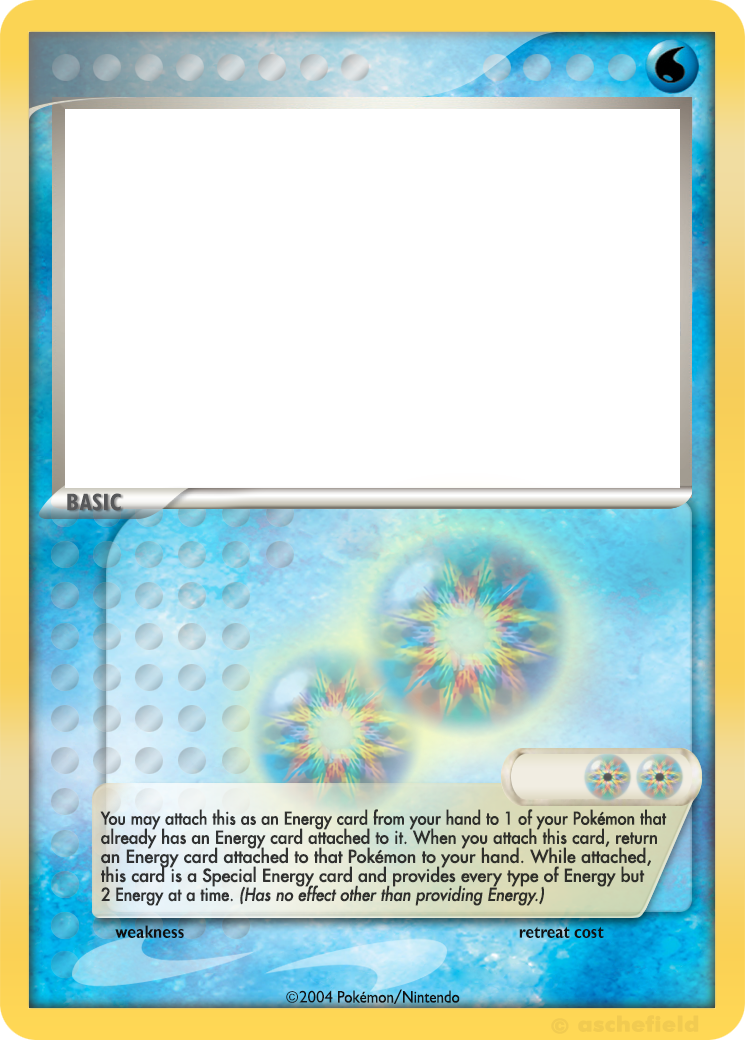 BASIC
You may attach this as an Energy card from your hand to 1 of your Pokémon that
already has an Energy card attached to it. When you attach this card, return
an Energy card attached to that Pokémon to your hand. While attached,
this card is a Special Energy card and provides every type of Energy but
2 Energy at a time. (Has no effect other than providing Energy.)
weakness
retreat cost
©2004 Pokémon/Nintendo
© aschefield